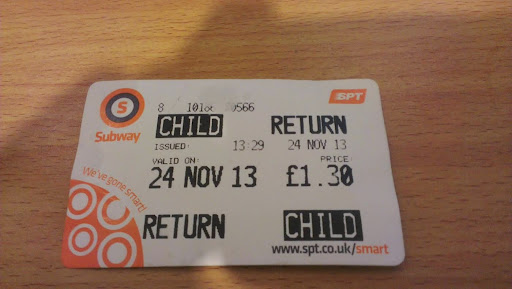 S
Subway
SPT
8
CHILD RETURN
ISSUED: 13:29 24 NOV 13
VALID ON: PRICE:
24 NOV 13 £1.30
We've gone smart!
RETURN CHILD
www.spt.co.uk/smart